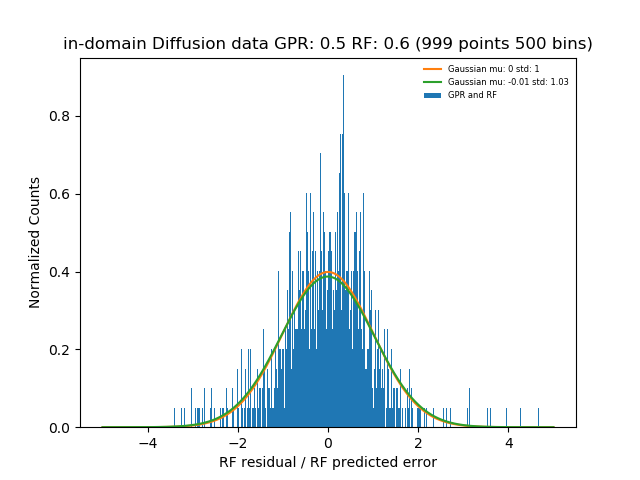 in-domain Diffusion data GPR: 0.5 RF: 0.6 (999 points 500 bins)
Gaussian mu: 0 std: 1
Gaussian mu: -0.01 std: 1.03
GPR and RF
Normalized Counts
0.8
0.6
0.4
0.2
0.0
−4 −2 0 2 4
RF residual / RF predicted error